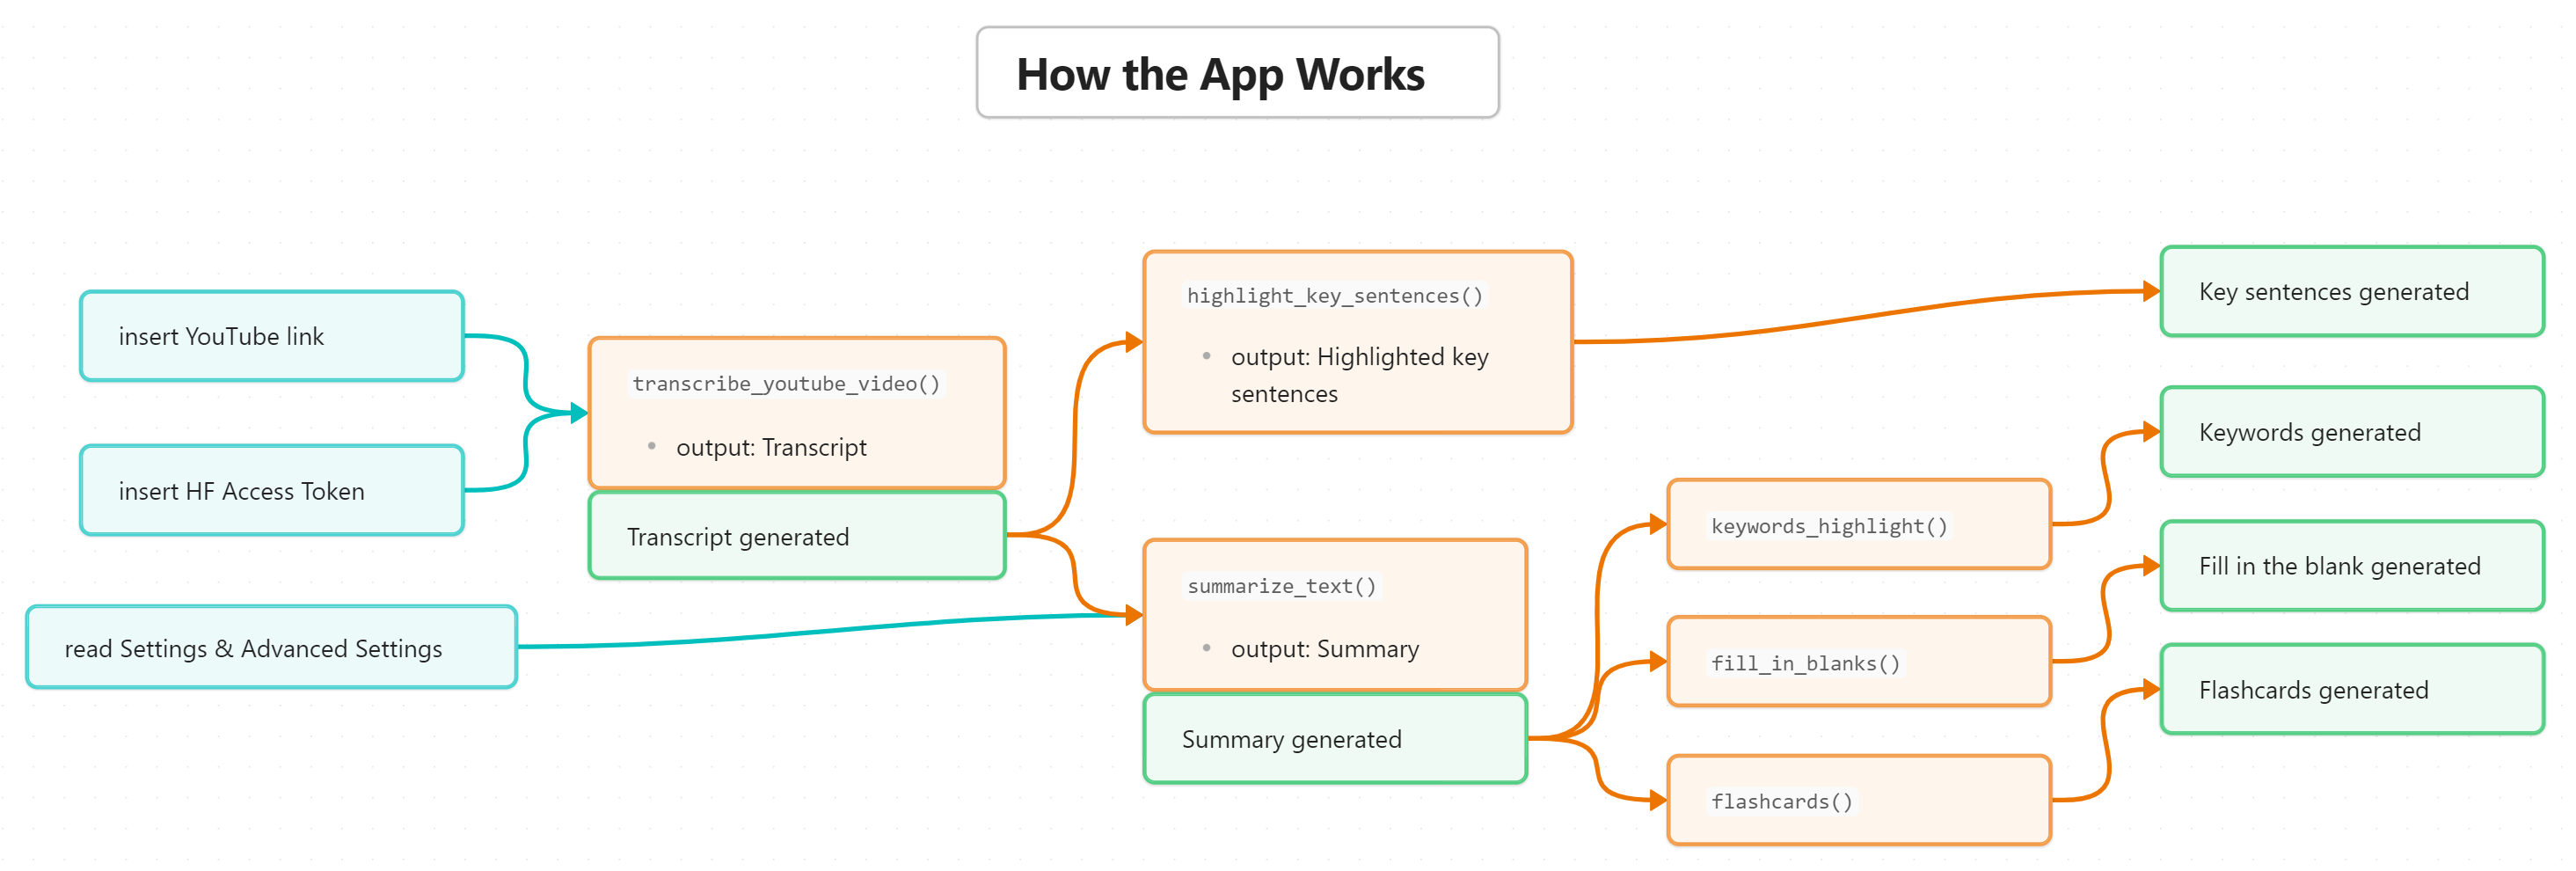 How the App Works
insert YouTube link
insert HF Access Token
read Settings & Advanced Settings
transcribe_youtube_video()
• output: Transcript
Transcript generated
highlight_key_sentences()
• output: Highlighted key
sentences
summarize_text()
• output: Summary
Summary generated
keywords_highlight()
fill_in_blanks()
flashcards()
Key sentences generated
Keywords generated
Fill in the blank generated
Flashcards generated